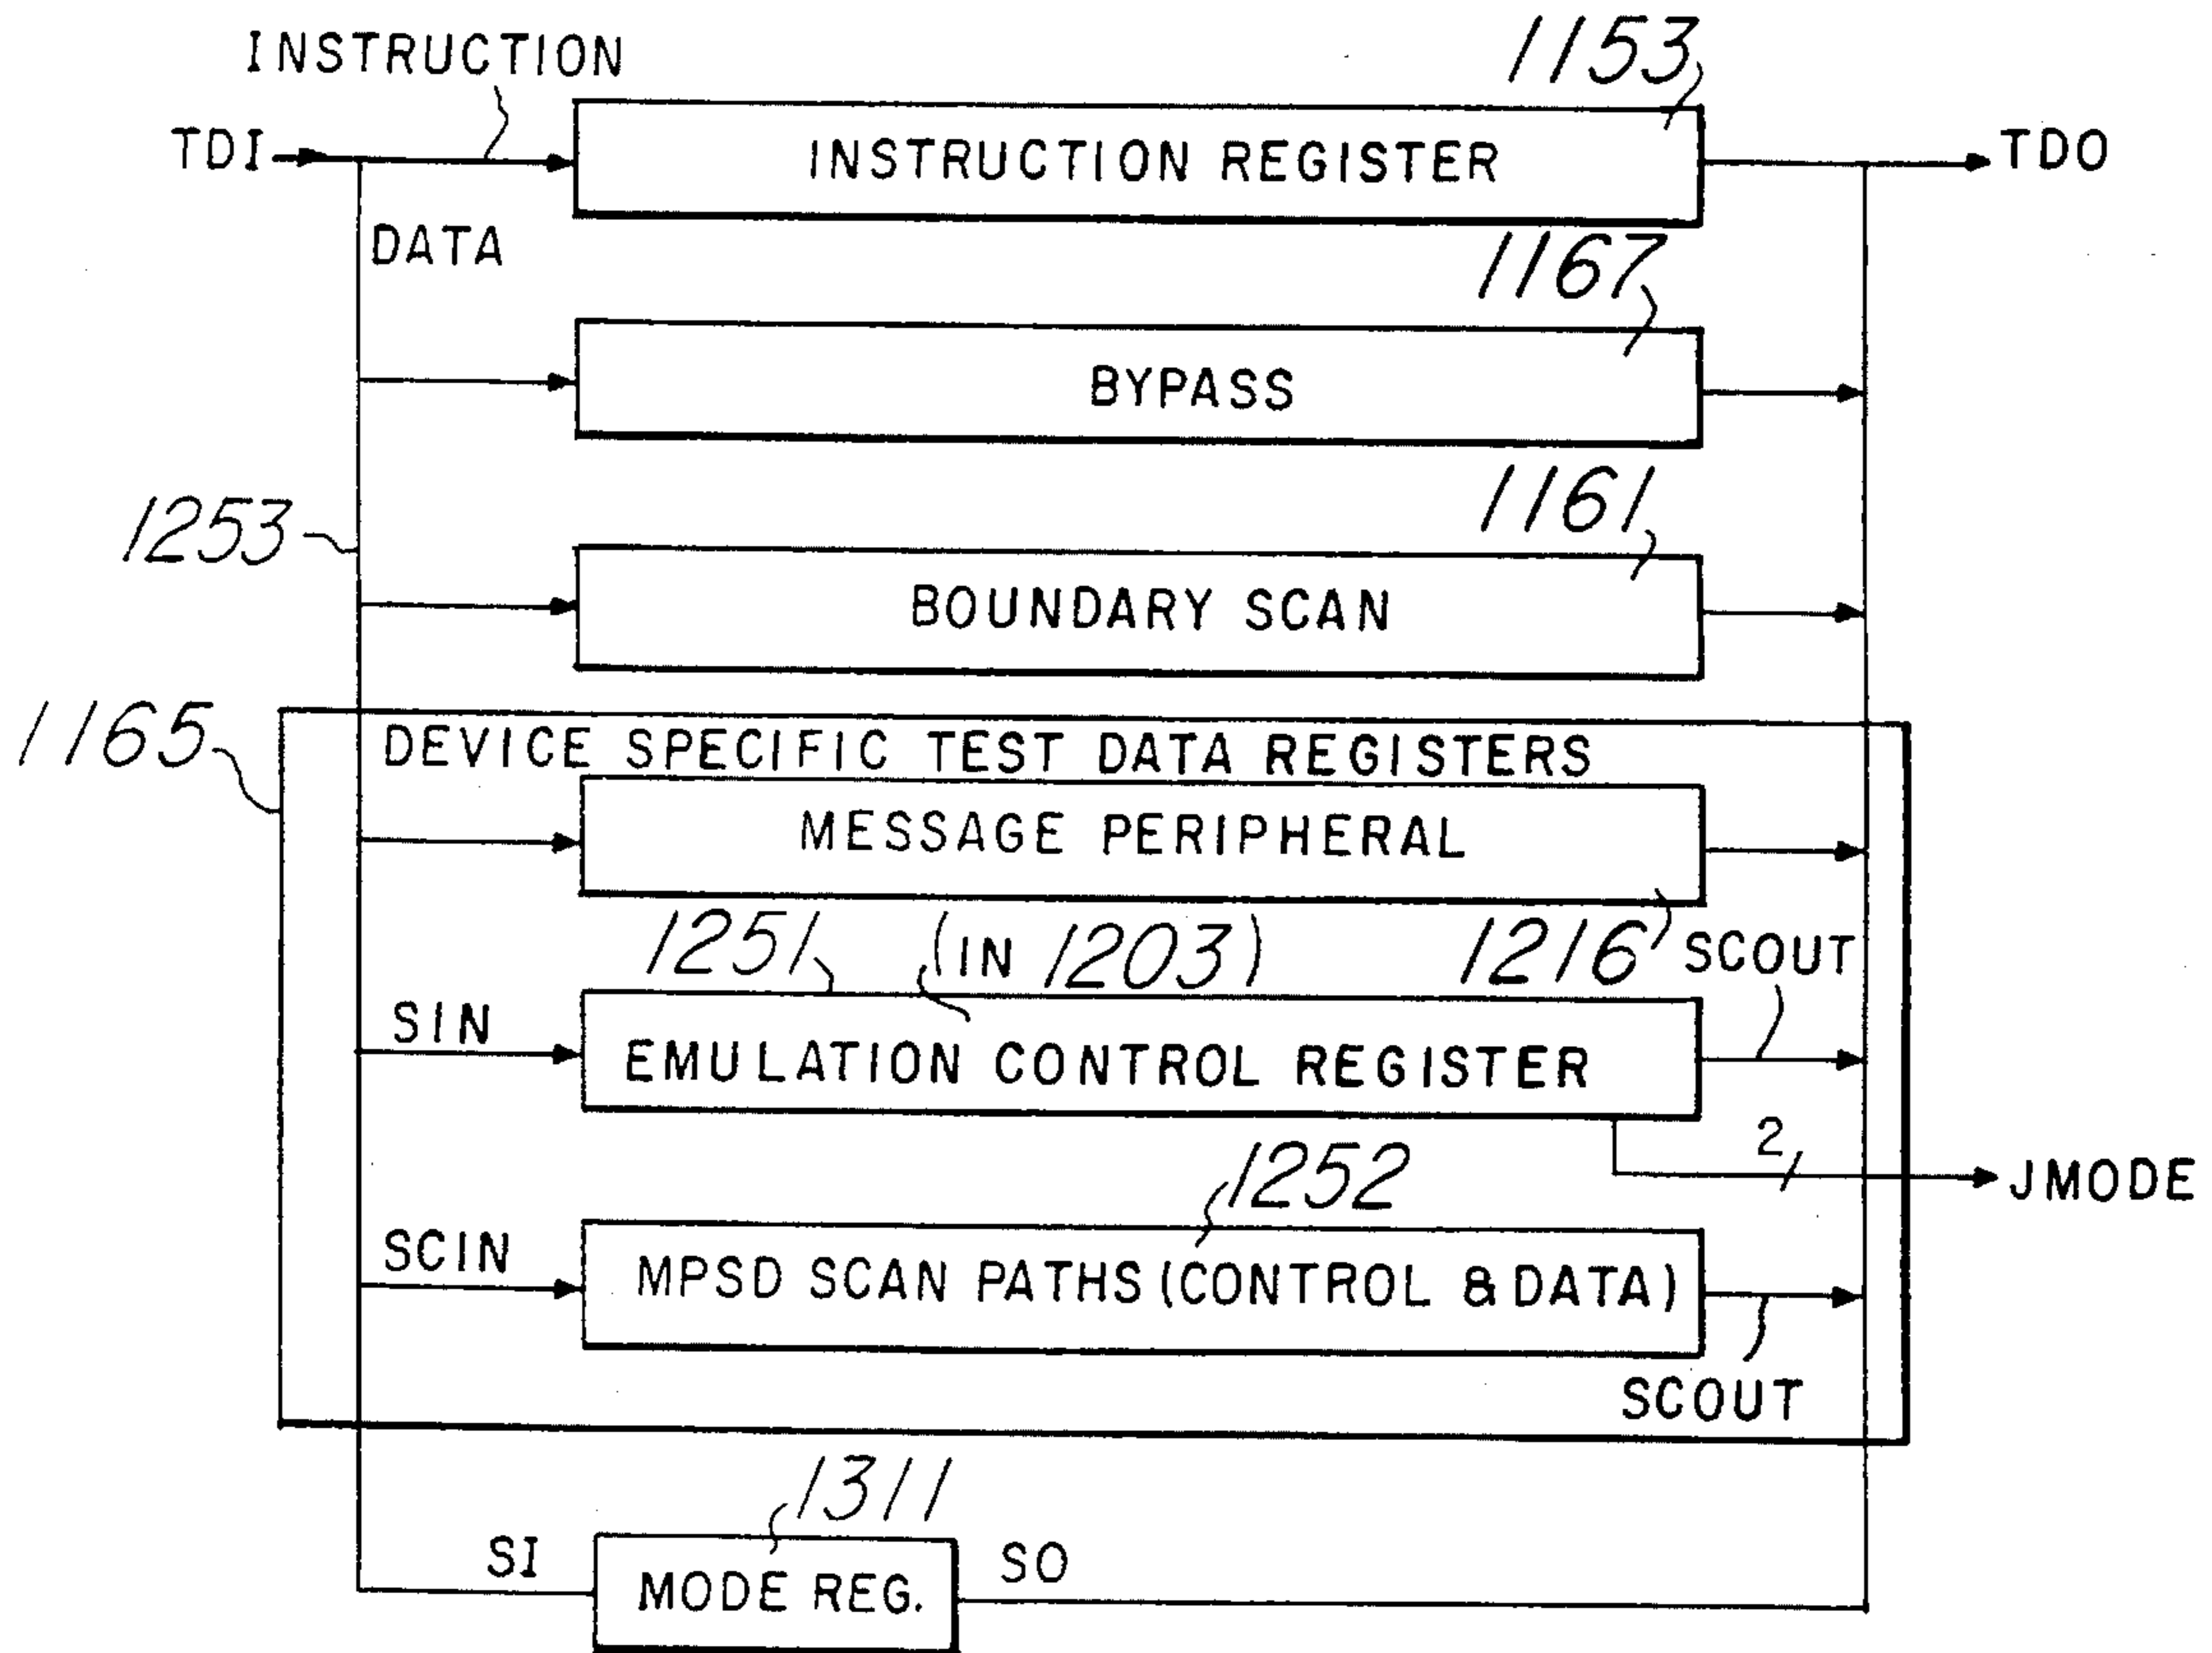 INSTRUCTION
1153
TDI
INSTRUCTION REGISTER
TDO
DATA
1167
BYPASS
1161
1253
BOUNDARY SCAN
1165
DEVICE SPECIFIC TEST DATA REGISTERS
MESSAGE PERIPHERAL
1251 (IN 1203)
1216
SCOUT
SIN
EMULATION CONTROL REGISTER
2
JMODE
1252
SCIN
MPSD SCAN PATHS (CONTROL & DATA)
SCOUT
1311
SI
MODE REG.
SO